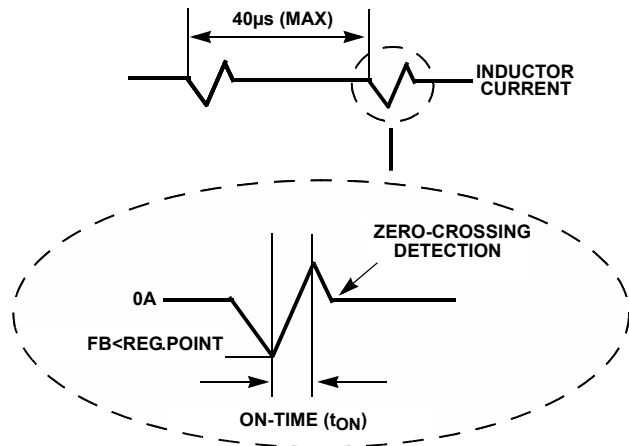 40µs (MAX)
INDUCTOR
CURRENT
ZERO-CROSSING
DETECTION
0A
FB<REG.POINT
ON-TIME (tON)